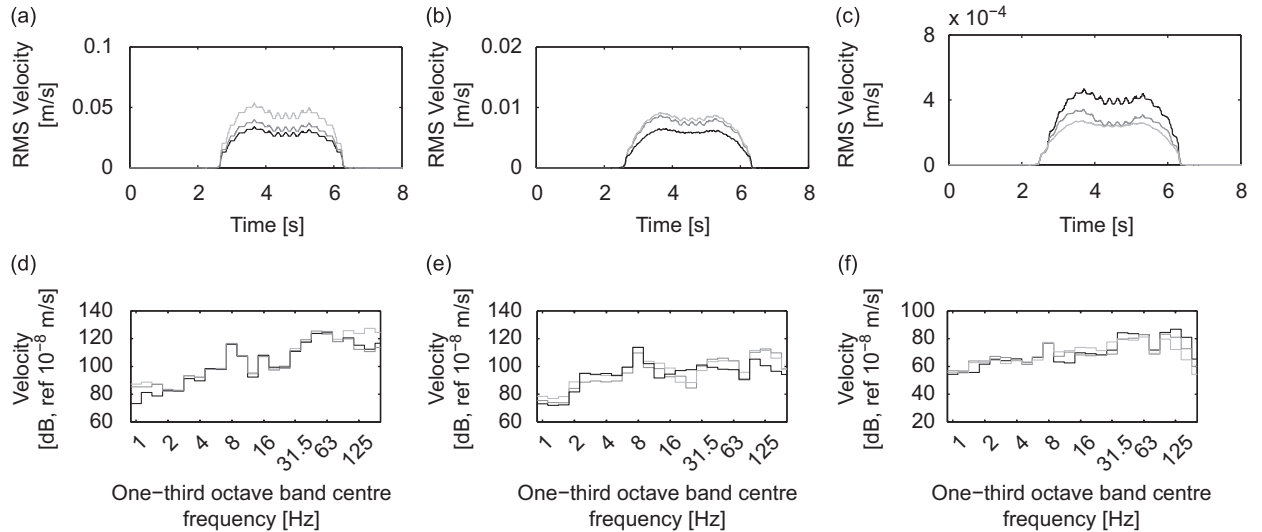 (a)
RMS Velocity
[m/s]
0.1
0.05
0
0 2 4 6 8
Time [s]
(b)
RMS Velocity
[m/s]
0.02
0.01
0
0 2 4 6 8
Time [s]
(c)
x 10−4
RMS Velocity
[m/s]
8
4
0
0 2 4 6 8
Time [s]
(d)
Velocity
[dB, ref 10−8 m/s]
140
120
100
80
60
1 2 4 8 16 31.5 63 125
One−third octave band centre
frequency [Hz]
(e)
Velocity
[dB, ref 10−8 m/s]
140
120
100
80
60
1 2 4 8 16 31.5 63 125
One−third octave band centre
frequency [Hz]
(f)
Velocity
[dB, ref 10−8 m/s]
100
80
60
40
20
1 2 4 8 16 31.5 63 125
One−third octave band centre
frequency [Hz]